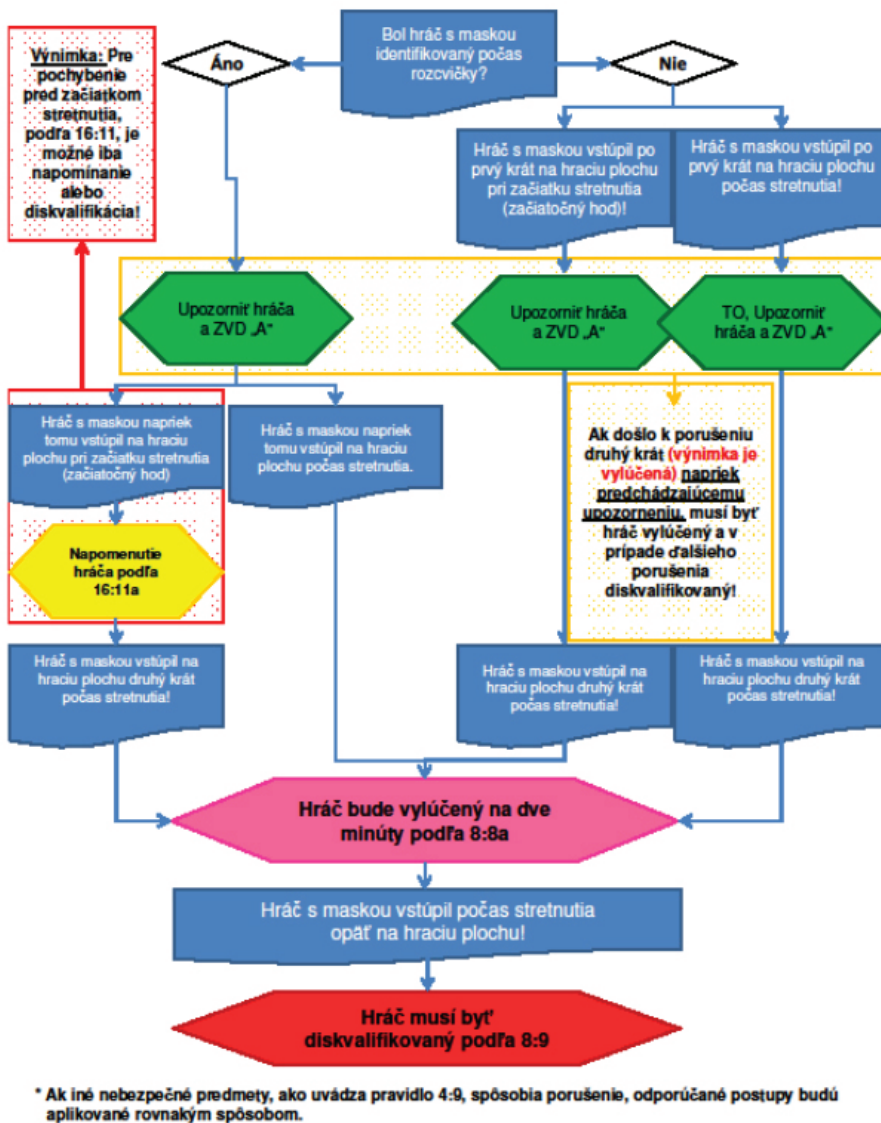 Bol hráč s maskou
identifikovaný počas
rozcvičky?
Áno
Nie
Výnimka: Pre
pochybenie
pred začiatkom
stretnutia,
podľa 16:11, je
možné iba
napomínanie
alebo
diskvalifikácia!
Hráč s maskou vstúpil po
prvý krát na hraciu plochu
pri začiatku stretnutia
(začiatočný hod)!
Hráč s maskou vstúpil po
prvý krát na hraciu plochu
počas stretnutia!
Upozorniť hráča
a ZVD „A"
Upozorniť hráča
a ZVD „A"
TO, Upozorniť
hráča a ZVD „A"
Hráč s maskou napriek
tomu vstúpil na hraciu
plochu pri začiatku stretnutia
(začiatočný hod)
Hráč s maskou napriek
tomu vstúpil na hraciu
plochu počas stretnutia.
Ak došlo k porušeniu
druhý krát (výnimka je
vylúčená) napriek
predchádzajúcemu
upozorneniu, musí byť
hráč vylúčený a v
prípade ďalšieho
porušenia
diskvalifikovaný!
Napomenutie
hráča podľa
16:11a
Hráč s maskou vstúpil na
hraciu plochu druhý krát
počas stretnutia!
Hráč s maskou vstúpil na
hraciu plochu druhý krát
počas stretnutia!
Hráč s maskou vstúpil na
hraciu plochu druhý krát
počas stretnutia!
Hráč bude vylúčený na dve
minúty podľa 8:8a
Hráč s maskou vstúpil počas stretnutia
opäť na hraciu plochu!
Hráč musí byť
diskvalifikovaný podľa 8:9
* Ak iné nebezpečné predmety, ako uvádza pravidlo 4:9, spôsobia porušenie, odporúčané postupy budú
aplikované rovnakým spôsobom.